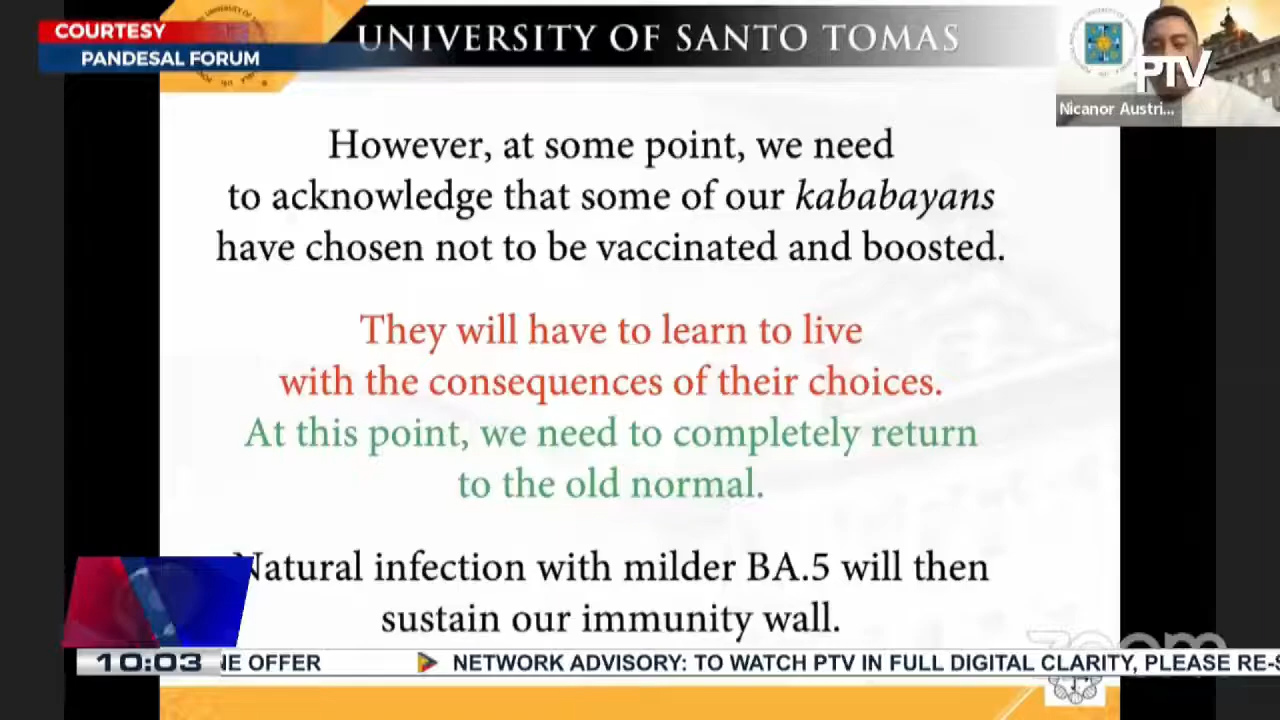 COURTESY
PANDESAL FORUM
UNIVERSITY OF SANTO TOMAS
PTV
Nicanor Austri...
However, at some point, we need
to acknowledge that some of our kababayans
have chosen not to be vaccinated and boosted.
They will have to learn to live
with the consequences of their choices.
At this point, we need to completely return
to the old normal.
Natural infection with milder BA.5 will then
sustain our immunity wall.
zoom
10:03 NE OFFER NETWORK ADVISORY: TO WATCH PTV IN FULL DIGITAL CLARITY, PLEASE RE-S